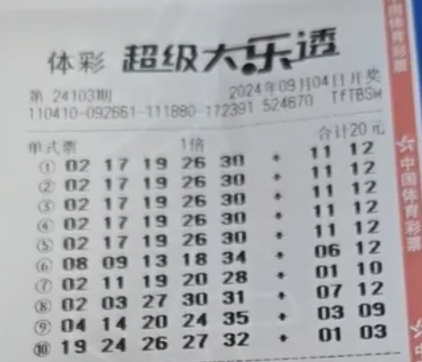 体彩 超级大乐透
第 24103期 2024年09月04日开奖
110410-092661-111880-172391 524670 TfTBSM
单式票 1倍 合计20元
① 02 17 19 26 30 * 11 12
② 02 17 19 26 30 * 11 12
③ 02 17 19 26 30 * 11 12
④ 02 17 19 26 30 * 11 12
⑤ 02 17 19 26 30 * 11 12
⑥ 08 09 13 18 34 * 06 12
⑦ 02 11 19 20 28 * 01 10
⑧ 02 03 27 30 31 * 07 12
⑨ 04 14 20 24 35 * 03 09
⑩ 19 24 26 27 32 * 01 03
中国体育彩票
中国体育彩票